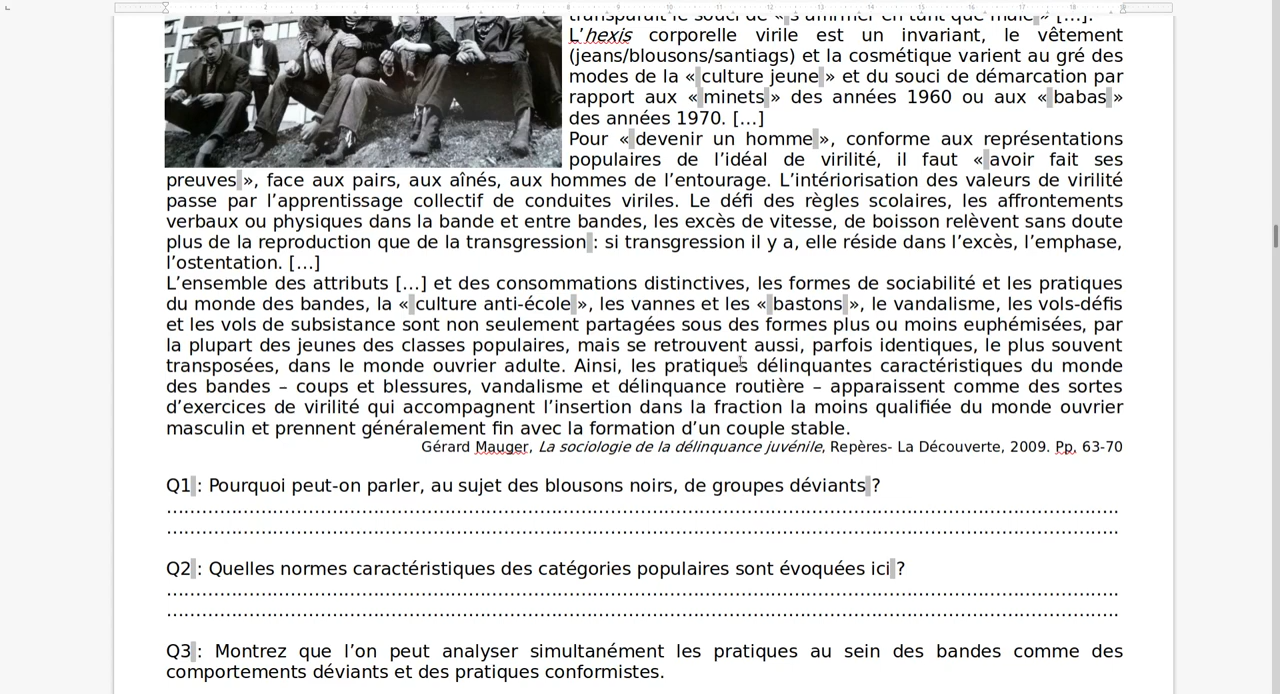 transparaît le souci de « s'affirmer en tant que mâle » […].
L’hexis corporelle virile est un invariant, le vêtement
(jeans/blousons/santiags) et la cosmétique varient au gré des
modes de la « culture jeune » et du souci de démarcation par
rapport aux « minets » des années 1960 ou aux « babas »
des années 1970. […]
Pour « devenir un homme », conforme aux représentations
populaires de l’idéal de virilité, il faut « avoir fait ses
preuves », face aux pairs, aux aînés, aux hommes de l’entourage. L’intériorisation des valeurs de virilité
passe par l’apprentissage collectif de conduites viriles. Le défi des règles scolaires, les affrontements
verbaux ou physiques dans la bande et entre bandes, les excès de vitesse, de boisson relèvent sans doute
plus de la reproduction que de la transgression : si transgression il y a, elle réside dans l’excès, l’emphase,
l’ostentation. […]
L’ensemble des attributs […] et des consommations distinctives, les formes de sociabilité et les pratiques
du monde des bandes, la « culture anti-école », les vannes et les « bastons », le vandalisme, les vols-défis
et les vols de subsistance sont non seulement partagées sous des formes plus ou moins euphémisées, par
la plupart des jeunes des classes populaires, mais se retrouvent aussi, parfois identiques, le plus souvent
transposées, dans le monde ouvrier adulte. Ainsi, les pratiques délinquantes caractéristiques du monde
des bandes – coups et blessures, vandalisme et délinquance routière – apparaissent comme des sortes
d’exercices de virilité qui accompagnent l’insertion dans la fraction la moins qualifiée du monde ouvrier
masculin et prennent généralement fin avec la formation d’un couple stable.
Gérard Mauger, La sociologie de la délinquance juvénile, Repères- La Découverte, 2009. Pp. 63-70
Q1 : Pourquoi peut-on parler, au sujet des blousons noirs, de groupes déviants ?
Q2 : Quelles normes caractéristiques des catégories populaires sont évoquées ici ?
Q3 : Montrez que l’on peut analyser simultanément les pratiques au sein des bandes comme des
comportements déviants et des pratiques conformistes.